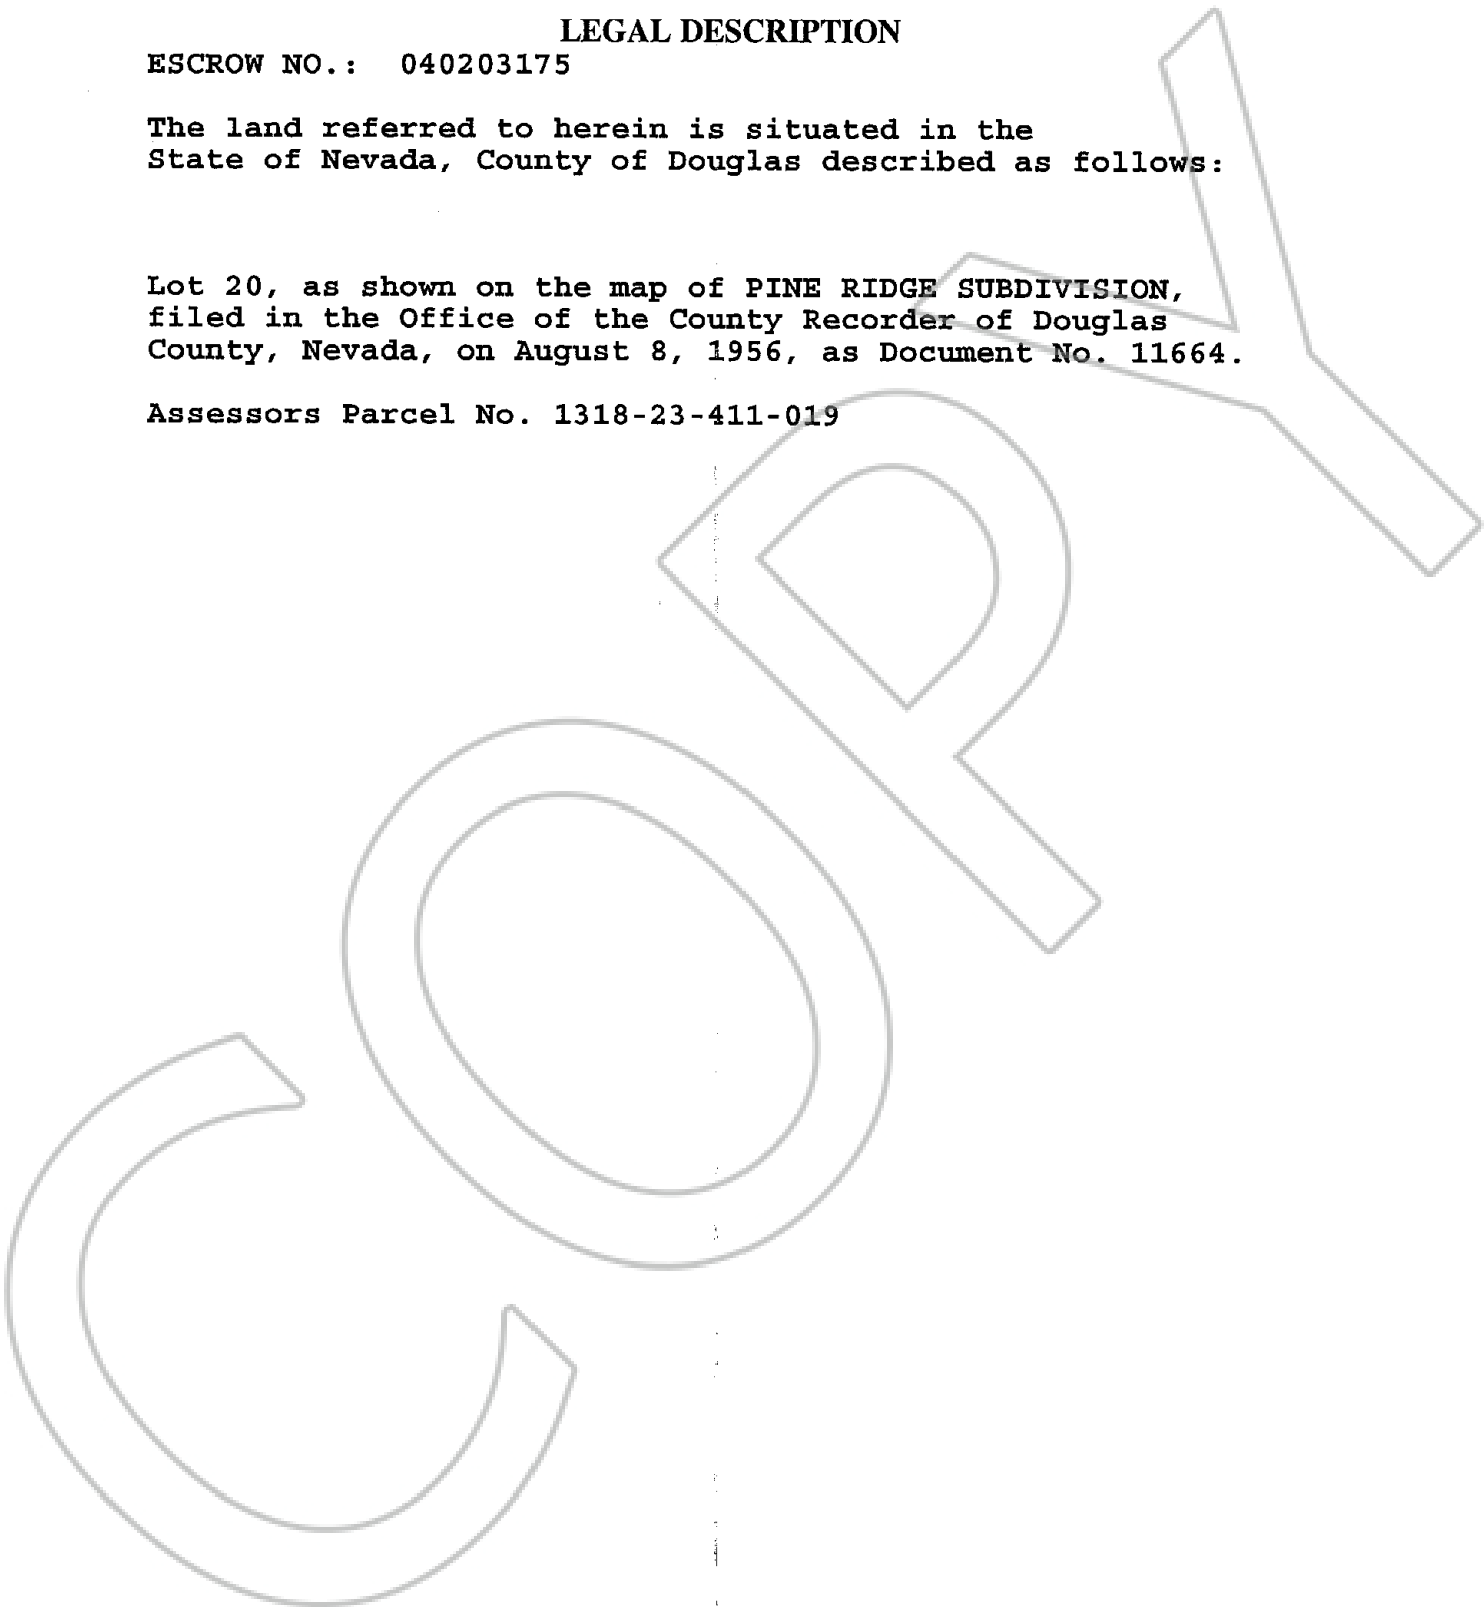 LEGAL DESCRIPTION
ESCROW NO.: 040203175
The land referred to herein is situated in the
State of Nevada, County of Douglas described as follows:
Lot 20, as shown on the map of PINE RIDGE SUBDIVISION,
filed in the Office of the County Recorder of Douglas
County, Nevada, on August 8, 1956, as Document No. 11664.
Assessors Parcel No. 1318-23-411-019
COPY